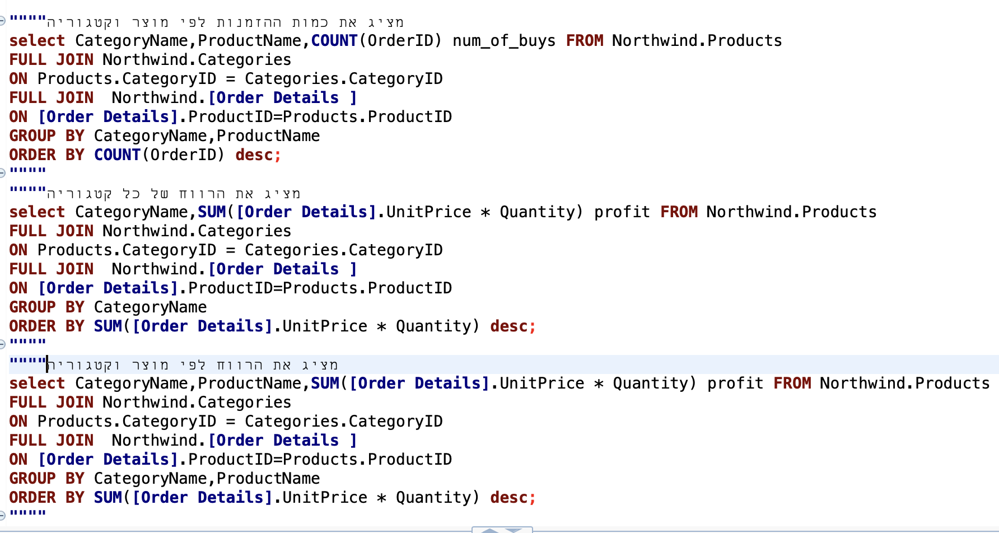 """"מציג את כמות ההזמנות לפי מוצר וקטגוריה
select CategoryName,ProductName,COUNT(OrderID) num_of_buys FROM Northwind.Products
FULL JOIN Northwind.Categories
ON Products.CategoryID = Categories.CategoryID
FULL JOIN  Northwind.[Order Details ]
ON [Order Details].ProductID=Products.ProductID
GROUP BY CategoryName,ProductName
ORDER BY COUNT(OrderID) desc;
""""
""""מציג את הרווח של כל קטגוריה
select CategoryName,SUM([Order Details].UnitPrice * Quantity) profit FROM Northwind.Products
FULL JOIN Northwind.Categories
ON Products.CategoryID = Categories.CategoryID
FULL JOIN  Northwind.[Order Details ]
ON [Order Details].ProductID=Products.ProductID
GROUP BY CategoryName
ORDER BY SUM([Order Details].UnitPrice * Quantity) desc;
""""
""""מציג את הרווח לפי מוצר וקטגוריה
select CategoryName,ProductName,SUM([Order Details].UnitPrice * Quantity) profit FROM Northwind.Products
FULL JOIN Northwind.Categories
ON Products.CategoryID = Categories.CategoryID
FULL JOIN  Northwind.[Order Details ]
ON [Order Details].ProductID=Products.ProductID
GROUP BY CategoryName,ProductName
ORDER BY SUM([Order Details].UnitPrice * Quantity) desc;
""""